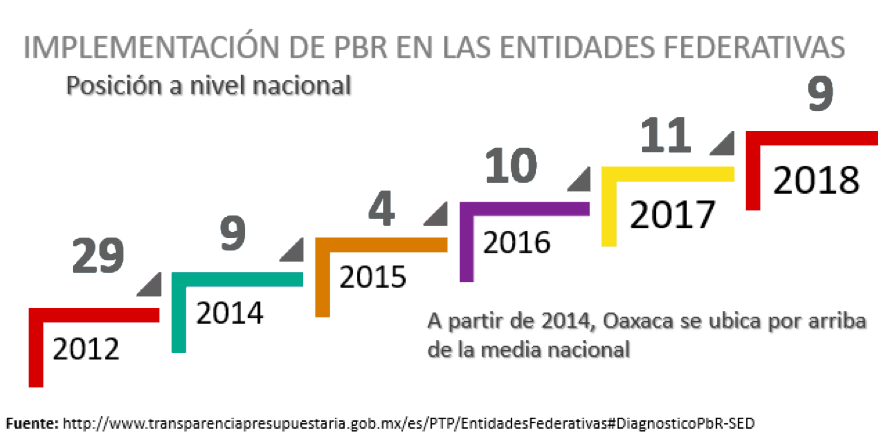 IMPLEMENTACIÓN DE PBR EN LAS ENTIDADES FEDERATIVAS
Posición a nivel nacional
29
2012
9
2014
4
2015
10
2016
11
2017
9
2018
A partir de 2014, Oaxaca se ubica por arriba
de la media nacional
Fuente: http://www.transparenciapresupuestaria.gob.mx/es/PTP/EntidadesFederativas#DiagnosticoPbR-SED